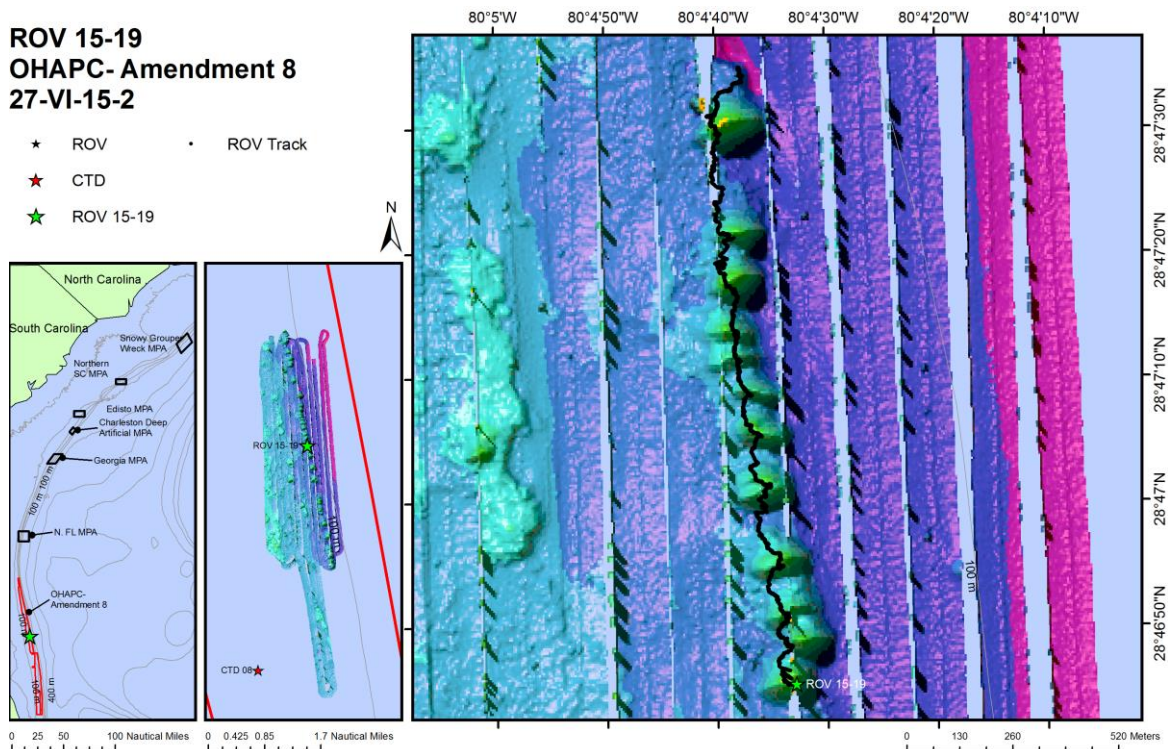 ROV 15-19
OHAPC- Amendment 8
27-VI-15-2
ROV
ROV Track
CTD
ROV 15-19
N
North Carolina
South Carolina
Snowy Grouper
Wreck MPA
Northern
SC MPA
Edisto MPA
Charleston Deep
Artificial MPA
Georgia MPA
100 m
100 m
N. FL MPA
OHAPC-
Amendment 8
100 m
100 m
400 m
0 25 50 100 Nautical Miles
ROV 15-19
CTD 08
0 0.425 0.85 1.7 Nautical Miles
80°5'W
80°4'50"W
80°4'40"W
80°4'30"W
80°4'20"W
80°4'10"W
28°47'30"N
28°47'20"N
28°47'10"N
28°47'N
28°46'50"N
100 m
ROV 15-19
0 130 260 520 Meters